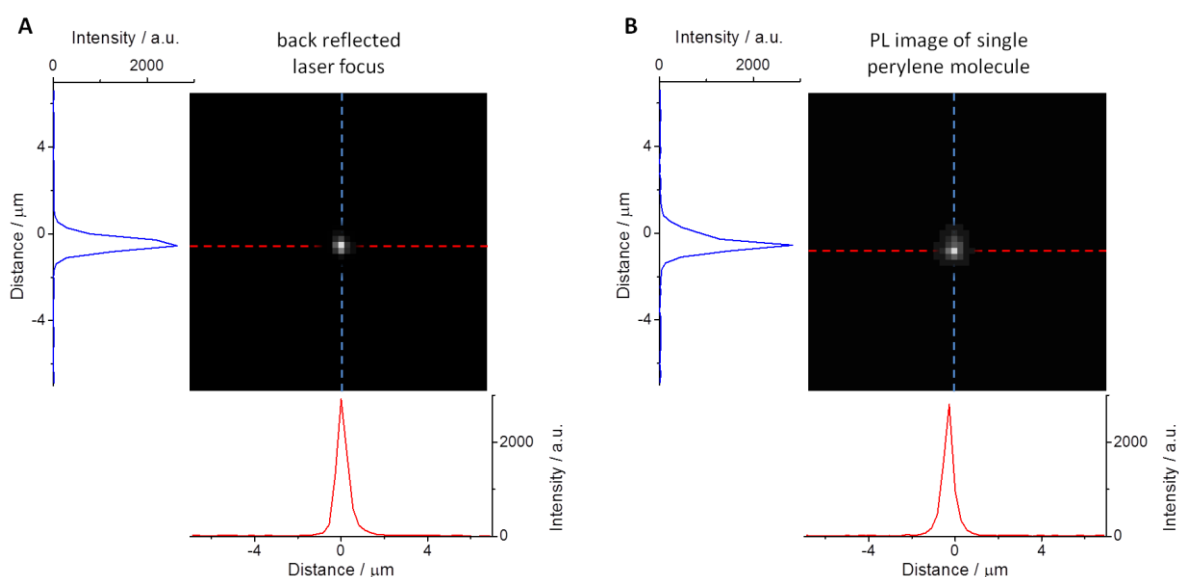 A
Intensity / a.u.
0 2000
back reflected
laser focus
Distance / μm
4
0
-4
2000
0
Intensity / a.u.
-4 0 4
Distance / μm
B
Intensity / a.u.
0 2000
PL image of single
perylene molecule
Distance / μm
4
0
-4
2000
0
Intensity / a.u.
-4 0 4
Distance / μm